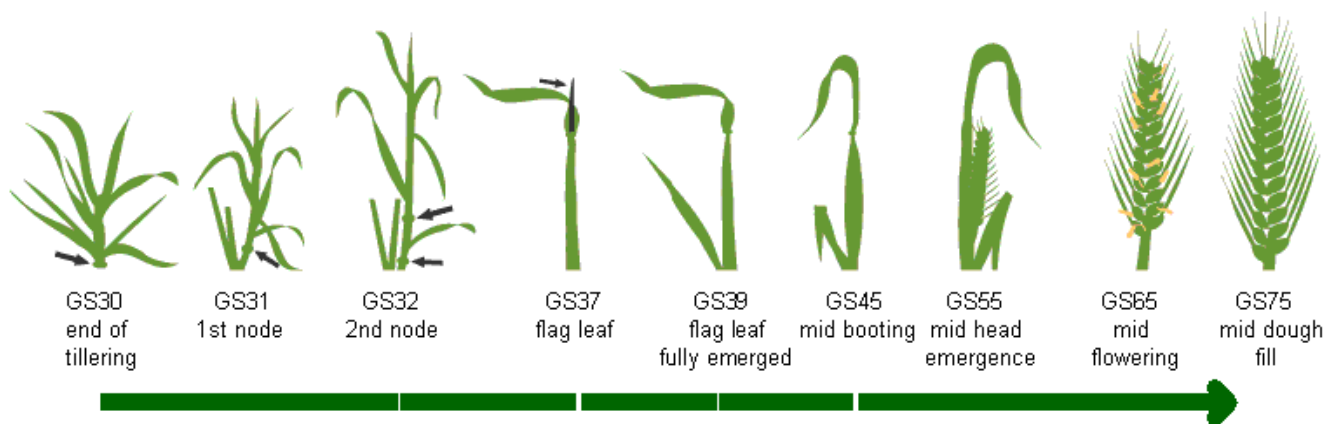 GS30
end of
tillering
GS31
1st node
GS32
2nd node
GS37
flag leaf
GS39
flag leaf
fully emerged
GS45
mid booting
GS55
mid head
emergence
GS65
mid
flowering
GS75
mid dough
fill